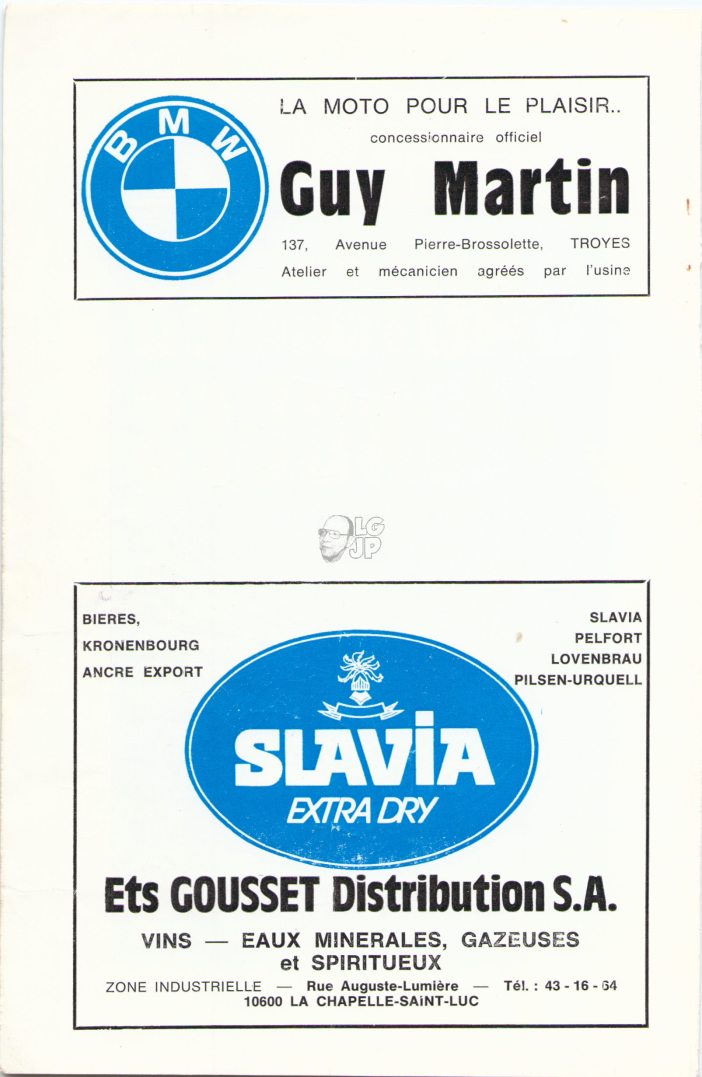 BMW
LA MOTO POUR LE PLAISIR..
concessionnaire officiel
Guy Martin
137, Avenue Pierre-Brossolette, TROYES
Atelier et mécanicien agréés par l'usine
LG
JP
BIERES,
KRONENBOURG
ANCRE EXPORT
SLAVIA
PELFORT
LOVENBRAU
PILSEN-URQUELL
SLAViA
EXTRA DRY
Ets GOUSSET Distribution S.A.
VINS — EAUX MINERALES, GAZEUSES
et SPIRITUEUX
ZONE INDUSTRIELLE — Rue Auguste-Lumière — Tél. : 43 - 16 - 64
10600 LA CHAPELLE-SAiNT-LUC